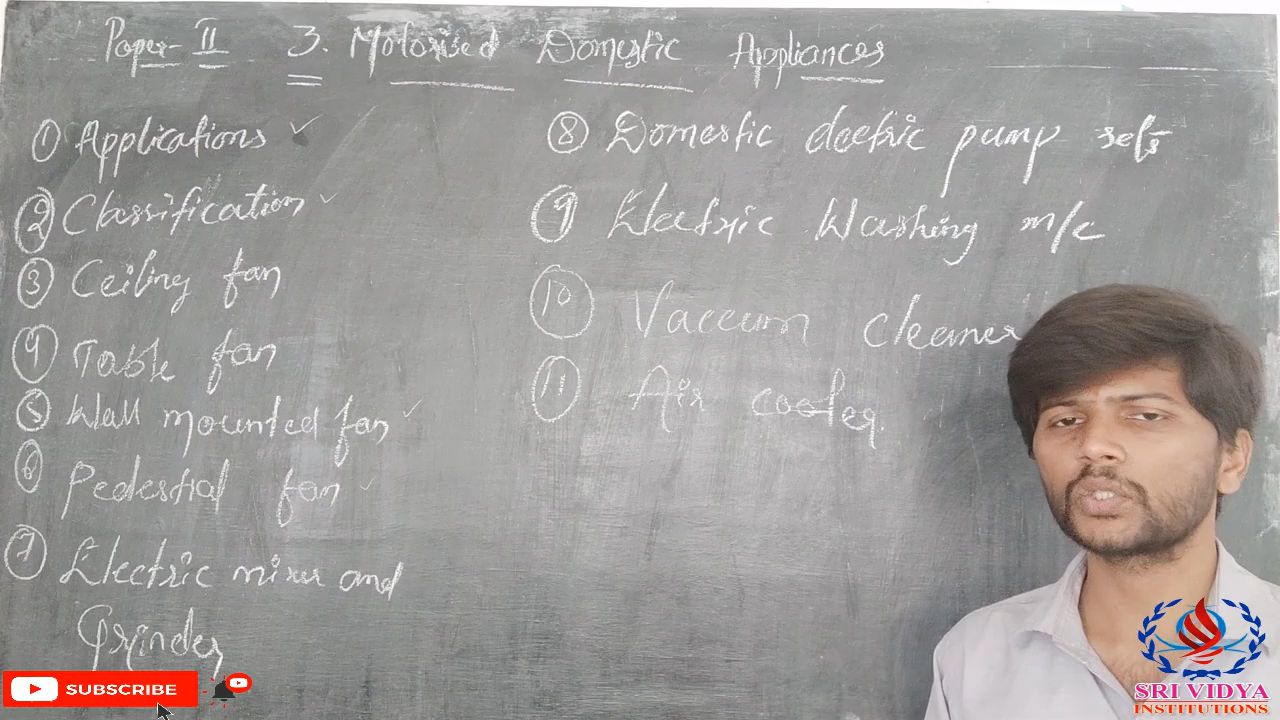 Paper-II 3. Motorised Domestic Appliances
① Applications ✓
② Classification ✓
③ Ceiling fan
④ Table fan
⑤ Wall mounted fan ✓
⑥ Pedestrial fan ✓
⑦ Electric mixer and
Grinder
⑧ Domestic electric pump sets
⑨ Electric Washing m/c
⑩ Vaccum Cleaner
⑪ Air cooler
SUBSCRIBE
SRI VIDYA
INSTITUTIONS